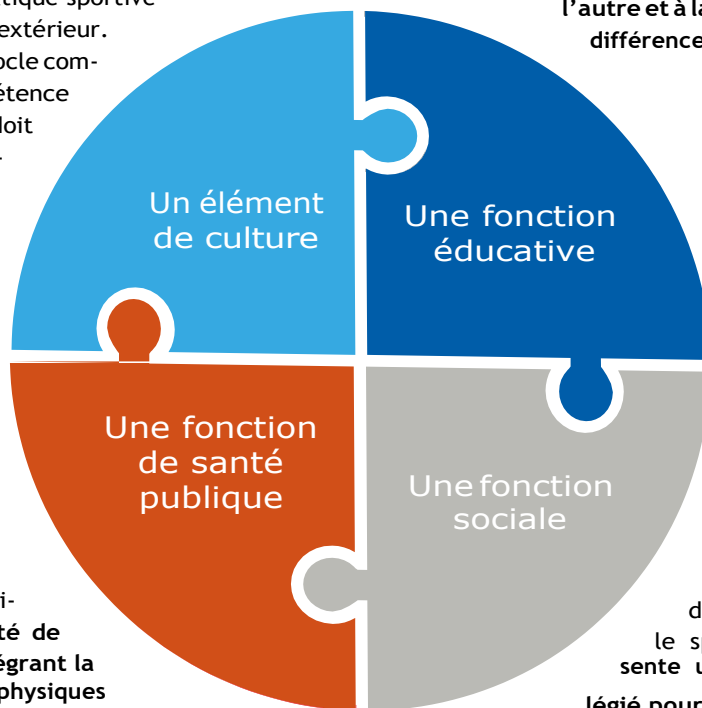 sportive
extérieur.
ocle com-
étence
doit
l'autre et à la
différence
Un élément
de culture
Une fonction
éducative
Une fonction
de santé
publique
Une fonction
sociale
té de
égrant la
physiques
le
sente
légié pour